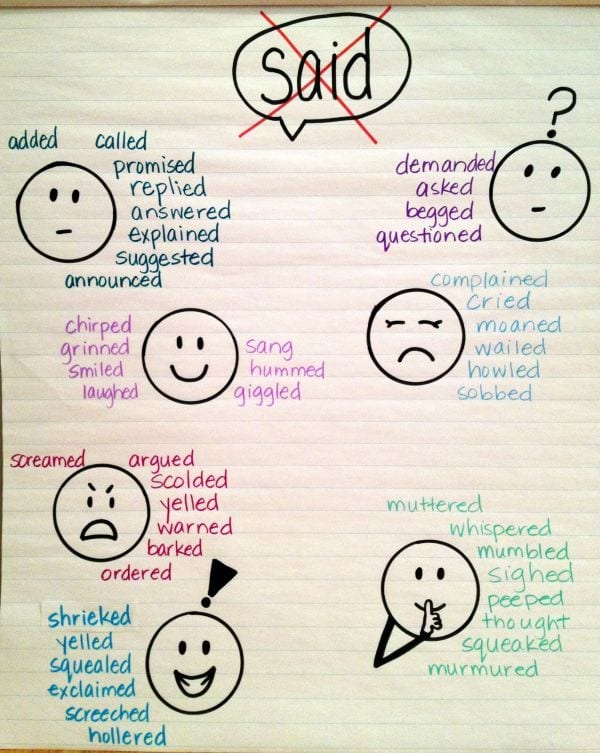 said
?
added called
promised
replied
answered
explained
suggested
announced
demanded
asked
begged
questioned
chirped
grinned
smiled
laughed
sang
hummed
giggled
complained
cried
moaned
wailed
howled
sobbed
screamed argued
scolded
yelled
warned
barked
ordered
muttered
whispered
mumbled
sighed
peeped
thought
squeaked
murmured
!
shrieked
yelled
squealed
exclaimed
screeched
hollered